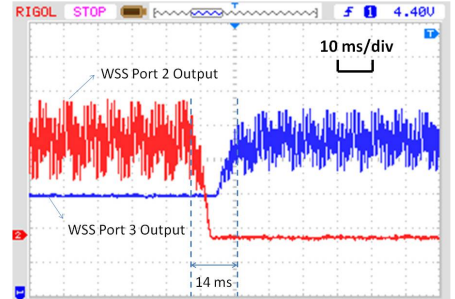 RIGOL STOP 1 4.40V
T
10 ms/div
WSS Port 2 Output
WSS Port 3 Output
2
14 ms